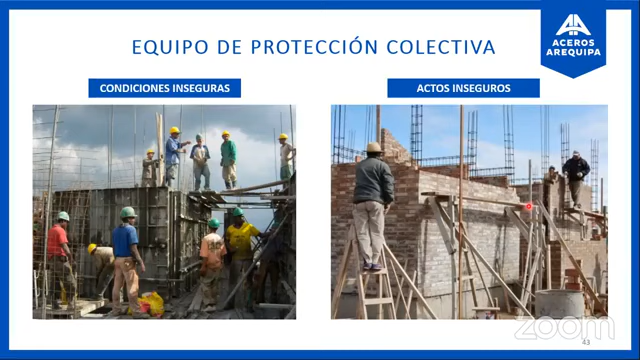 EQUIPO DE PROTECCIÓN COLECTIVA
ACEROS
AREQUIPA
CONDICIONES INSEGURAS
ACTOS INSEGUROS
zoom
43